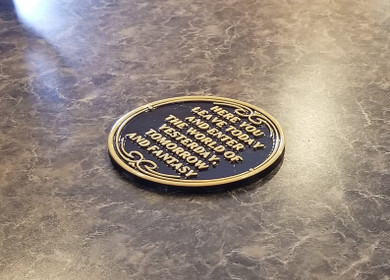 HERE YOU
LEAVE TODAY
AND ENTER
THE WORLD OF
YESTERDAY,
TOMORROW
AND FANTASY